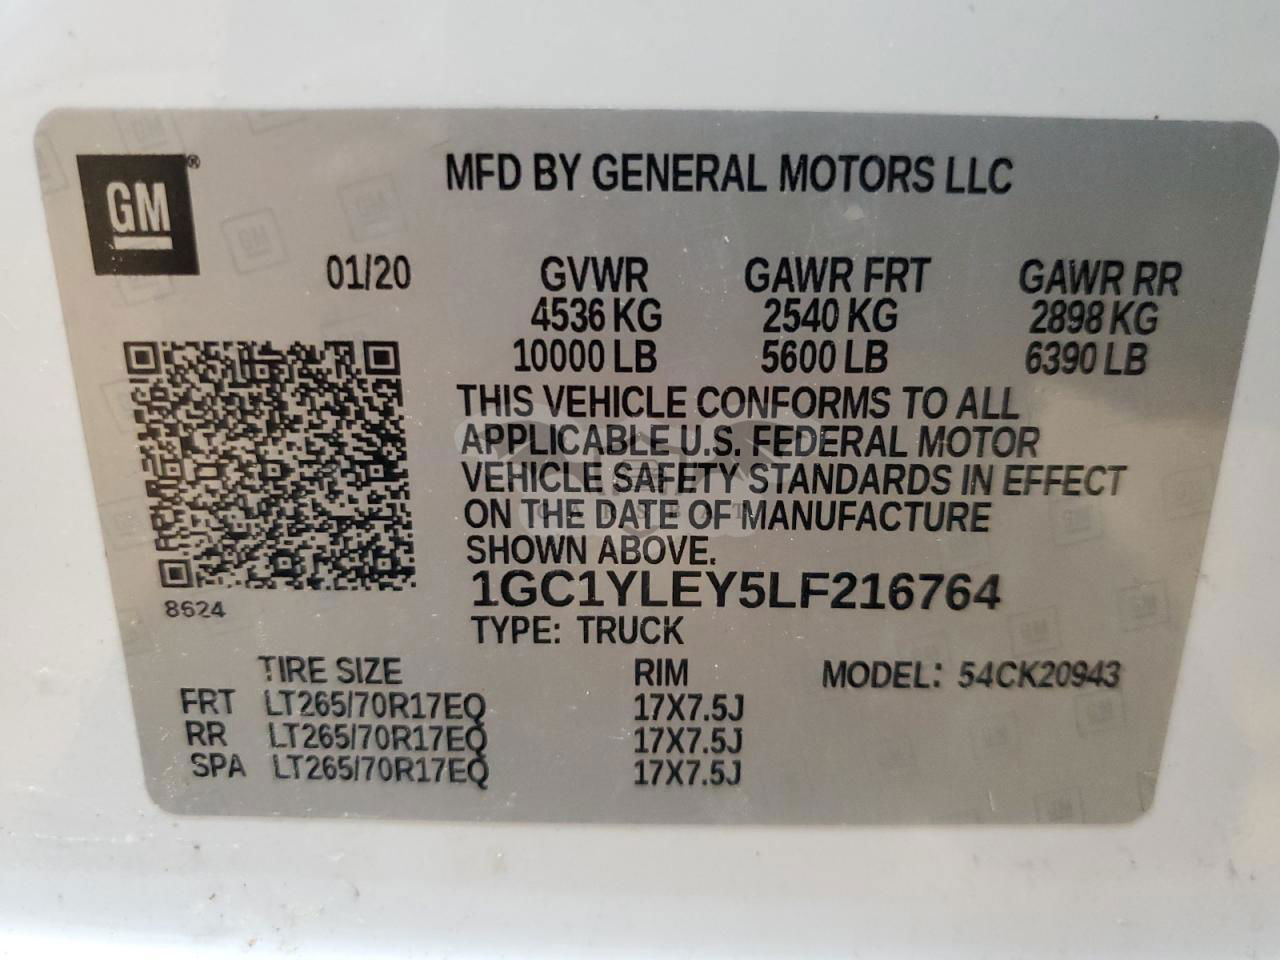 GM®
MFD BY GENERAL MOTORS LLC
01/20 GVWR GAWR FRT GAWR RR
4536 KG 2540 KG 2898 KG
10000 LB 5600 LB 6390 LB
THIS VEHICLE CONFORMS TO ALL
APPLICABLE U.S. FEDERAL MOTOR
VEHICLE SAFETY STANDARDS IN EFFECT
ON THE DATE OF MANUFACTURE
SHOWN ABOVE.
1GC1YLEY5LF216764
8624
TYPE: TRUCK
TIRE SIZE RIM MODEL: 54CK20943
FRT LT265/70R17EQ 17X7.5J
RR LT265/70R17EQ 17X7.5J
SPA LT265/70R17EQ 17X7.5J